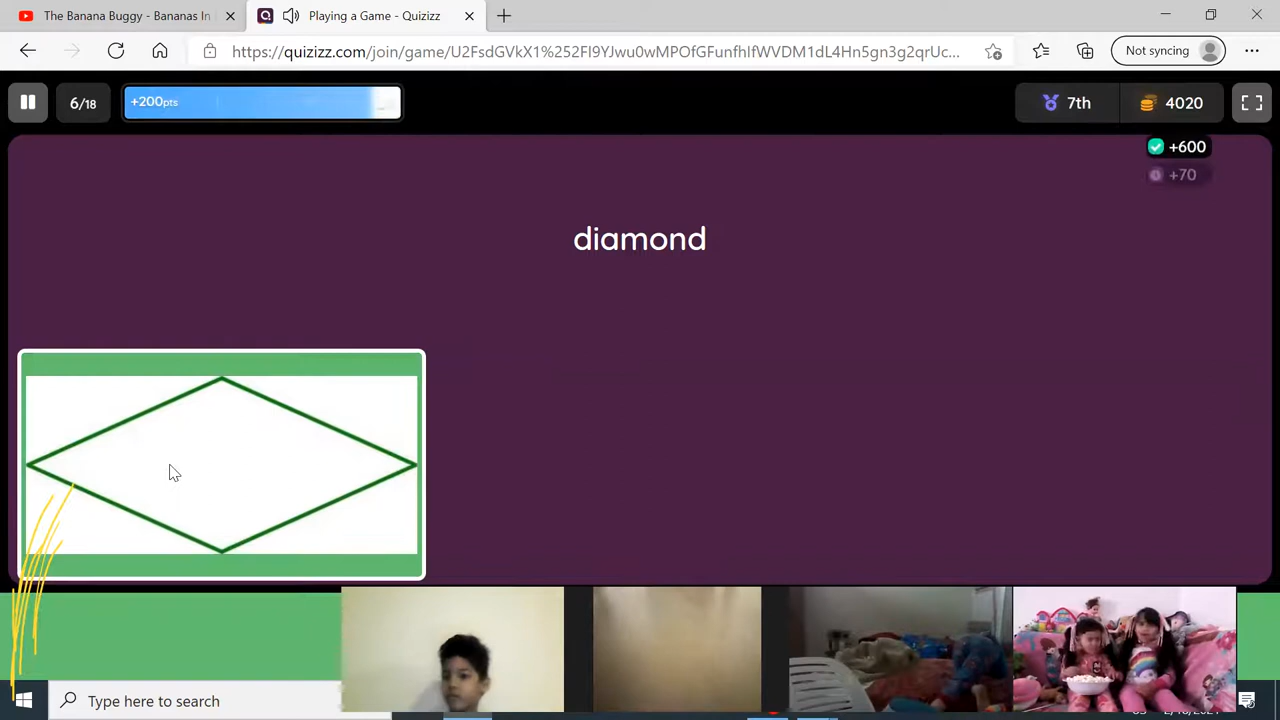 The Banana Buggy - Bananas In
Playing a Game - Quizizz
https://quizizz.com/join/game/U2FsdGVkX1%252FI9YJwu0wMPOfGFunfhIfWVDM1dL4Hn5gn3g2qrUc...
Not syncing
6/18
+200pts
7th
4020
+600
+70
diamond
Type here to search